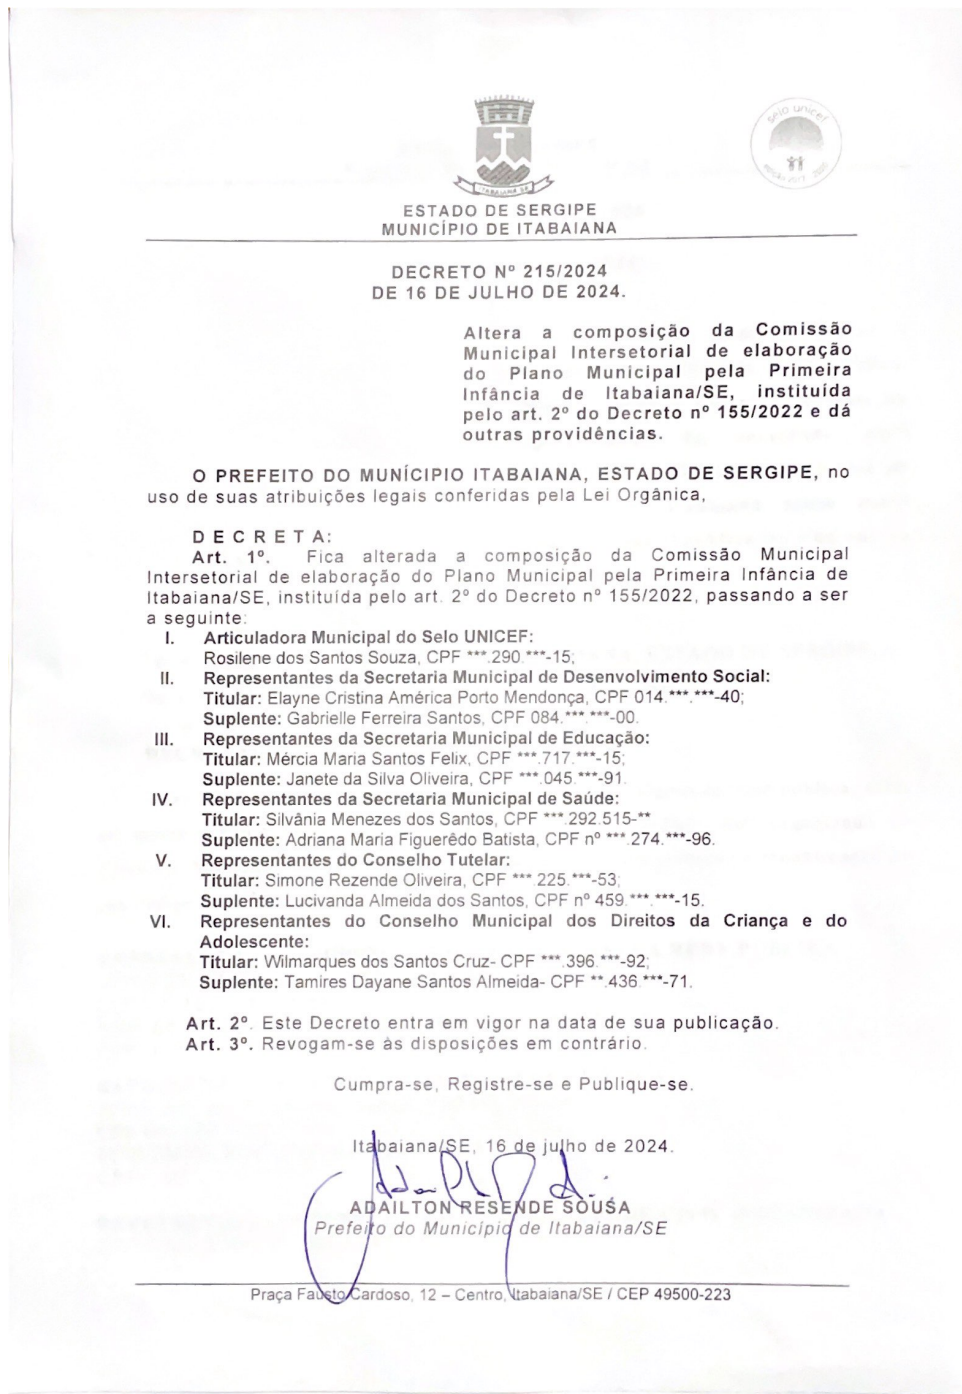 selo unicef
ITABAIANA SE
ESTADO DE SERGIPE
MUNICÍPIO DE ITABAIANA
DECRETO Nº 215/2024
DE 16 DE JULHO DE 2024.
Altera a composição da Comissão
Municipal Intersetorial de elaboração
do Plano Municipal pela Primeira
Infância de Itabaiana/SE, instituída
pelo art. 2º do Decreto nº 155/2022 e dá
outras providências.
O PREFEITO DO MUNÍCIPIO ITABAIANA, ESTADO DE SERGIPE, no
uso de suas atribuições legais conferidas pela Lei Orgânica,
D E C R E T A:
Art. 1º. Fica alterada a composição da Comissão Municipal
Intersetorial de elaboração do Plano Municipal pela Primeira Infância de
Itabaiana/SE, instituída pelo art. 2º do Decreto nº 155/2022, passando a ser
a seguinte:
I. Articuladora Municipal do Selo UNICEF:
Rosilene dos Santos Souza, CPF ***.290.***-15;
II. Representantes da Secretaria Municipal de Desenvolvimento Social:
Titular: Elayne Cristina América Porto Mendonça, CPF 014.***.***-40;
Suplente: Gabrielle Ferreira Santos, CPF 084.***.***-00.
III. Representantes da Secretaria Municipal de Educação:
Titular: Mércia Maria Santos Felix, CPF ***.717.***-15;
Suplente: Janete da Silva Oliveira, CPF ***.045.***-91.
IV. Representantes da Secretaria Municipal de Saúde:
Titular: Silvânia Menezes dos Santos, CPF ***.292.515-**
Suplente: Adriana Maria Figuerêdo Batista, CPF nº ***.274.***-96.
V. Representantes do Conselho Tutelar:
Titular: Simone Rezende Oliveira, CPF ***.225.***-53;
Suplente: Lucivanda Almeida dos Santos, CPF nº 459.***.***-15.
VI. Representantes do Conselho Municipal dos Direitos da Criança e do
Adolescente:
Titular: Wilmarques dos Santos Cruz- CPF ***.396.***-92;
Suplente: Tamires Dayane Santos Almeida- CPF **.436.***-71.
Art. 2º. Este Decreto entra em vigor na data de sua publicação.
Art. 3º. Revogam-se às disposições em contrário.
Cumpra-se, Registre-se e Publique-se.
Itabaiana/SE, 16 de julho de 2024.
ADAILTON RESENDE SOUSA
Prefeito do Município de Itabaiana/SE
Praça Fausto Cardoso, 12 – Centro, Itabaiana/SE / CEP 49500-223